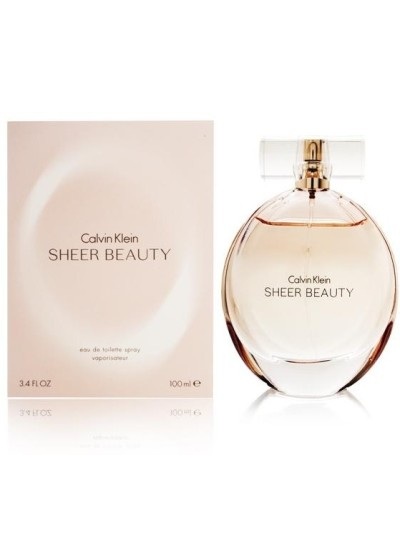 Calvin Klein
SHEER BEAUTY
eau de toilette spray
vaporisateur
3.4 FL OZ
100 ml ℮
Calvin Klein
SHEER BEAUTY